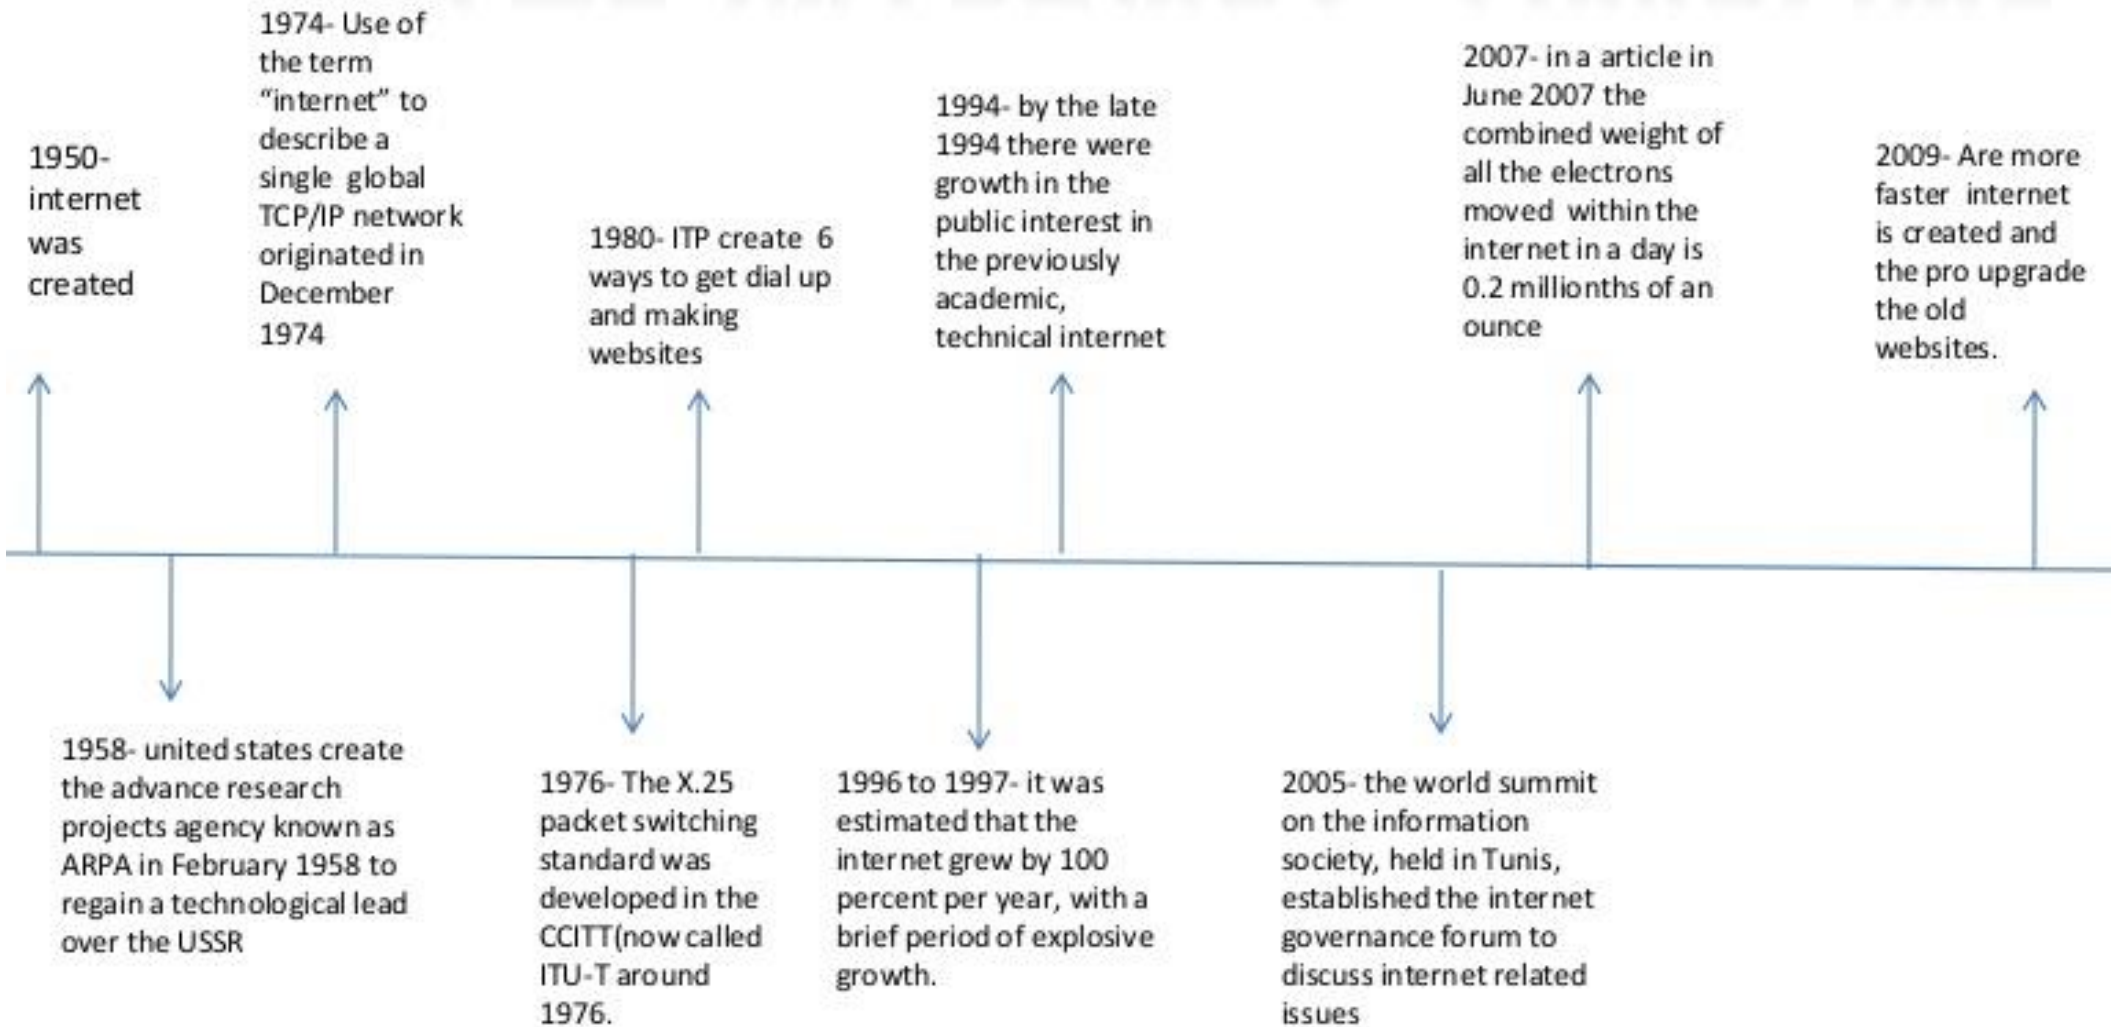 1950-
internet
was
created
1974- Use of
the term
“internet” to
describe a
single global
TCP/IP network
originated in
December
1974
1980- ITP create 6
ways to get dial up
and making
websites
1994- by the late
1994 there were
growth in the
public interest in
the previously
academic,
technical internet
2007- in a article in
June 2007 the
combined weight of
all the electrons
moved within the
internet in a day is
0.2 millionths of an
ounce
2009- Are more
faster internet
is created and
the pro upgrade
the old
websites.
1958- united states create
the advance research
projects agency known as
ARPA in February 1958 to
regain a technological lead
over the USSR
1976- The X.25
packet switching
standard was
developed in the
CCITT(now called
ITU-T around
1976.
1996 to 1997- it was
estimated that the
internet grew by 100
percent per year, with a
brief period of explosive
growth.
2005- the world summit
on the information
society, held in Tunis,
established the internet
governance forum to
discuss internet related
issues